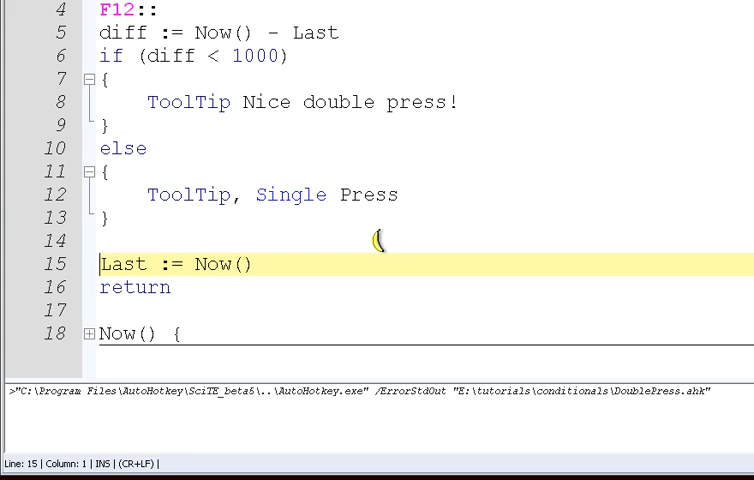 4 F12::
5 diff := Now() - Last
6 if (diff < 1000)
7 {
8 ToolTip Nice double press!
9 }
10 else
11 {
12 ToolTip, Single Press
13 }
14
15 Last := Now()
16 return
17
18 Now() {
>"C:\Program Files\AutoHotkey\SciTE_beta5\..\AutoHotkey.exe" /ErrorStdOut "E:\tutorials\conditionals\DoublePress.ahk"
Line: 15 | Column: 1 | INS | (CR+LF) |